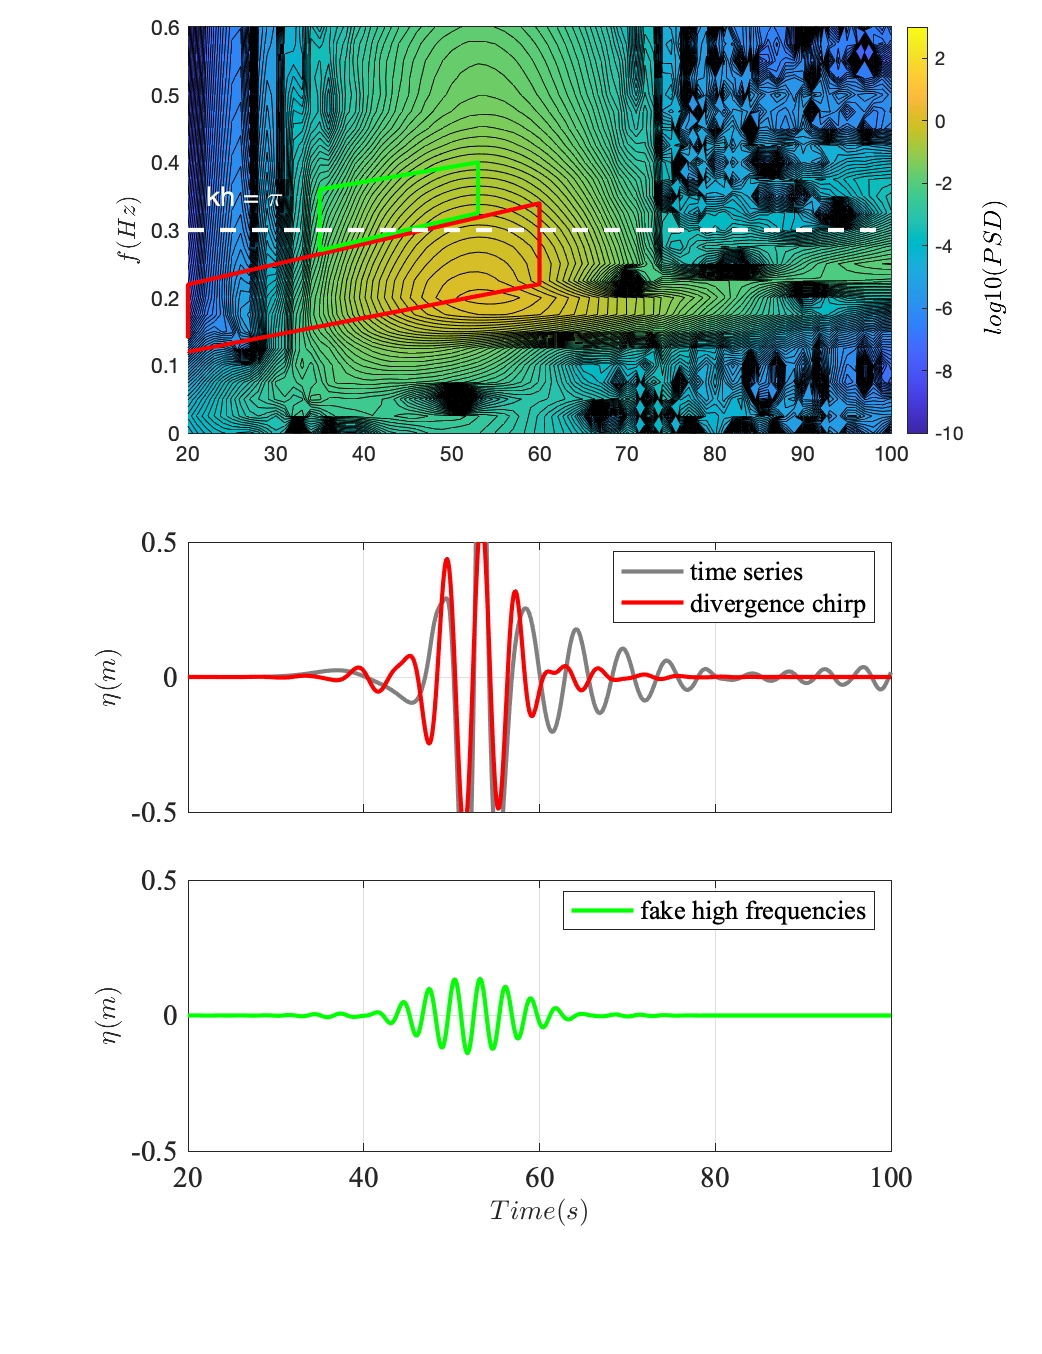 0.6
0.5
0.4
0.3
0.2
0.1
0
f(Hz)
kh = π
20 30 40 50 60 70 80 90 100
2
0
-2
-4
-6
-8
-10
log10(PSD)
0.5
0
-0.5
η(m)
time series
divergence chirp
0.5
0
-0.5
η(m)
fake high frequencies
20 40 60 80 100
Time(s)